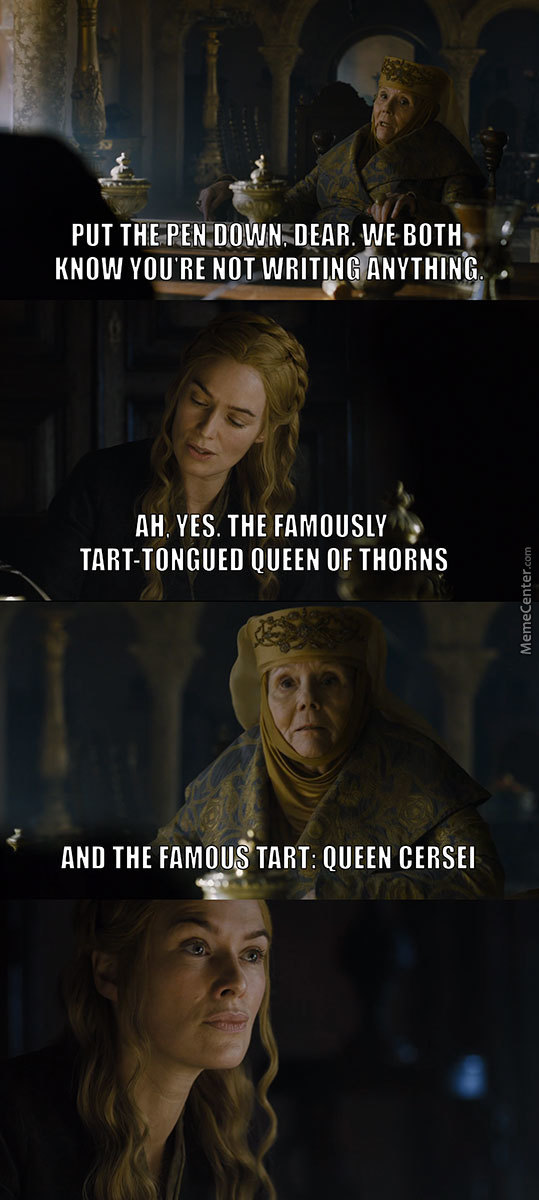 PUT THE PEN DOWN, DEAR. WE BOTH
KNOW YOU'RE NOT WRITING ANYTHING.
AH, YES. THE FAMOUSLY
TART-TONGUED QUEEN OF THORNS
MemeCenter.com
AND THE FAMOUS TART: QUEEN CERSEI